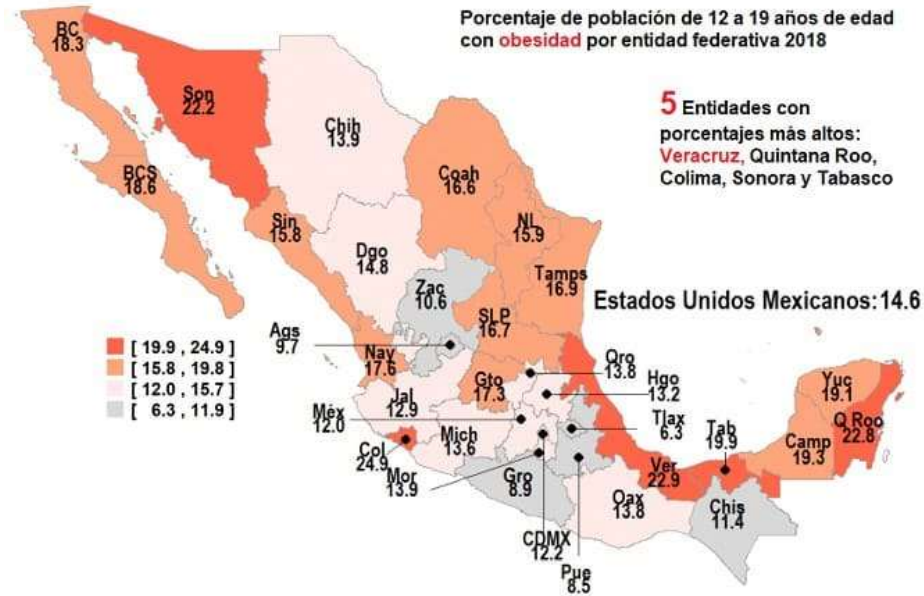 Porcentaje de población de 12 a 19 años de edad
con obesidad por entidad federativa 2018
5 Entidades con
porcentajes más altos:
Veracruz, Quintana Roo,
Colima, Sonora y Tabasco
BC
18.3
Son
22.2
Chih
13.9
BCS
18.6
Coah
16.6
Sin
15.8
NL
15.9
Dgo
14.8
Tamps
16.9
Zac
10.6
Estados Unidos Mexicanos:14.6
SLP
16.7
Ags
9.7
[ 19.9 , 24.9 ]
[ 15.8 , 19.8 ]
[ 12.0 , 15.7 ]
[ 6.3 , 11.9 ]
Nay
17.6
Gto
17.3
Qro
13.8
Hgo
13.2
Jal
12.9
Méx
12.0
Mich
13.6
Tlax
6.3
Tab
19.9
Yuc
19.1
Q Roo
22.8
Camp
19.3
Col
24.9
Mor
13.9
Gro
8.9
Ver
22.9
Oax
13.8
Chis
11.4
CDMX
12.2
Pue
8.5